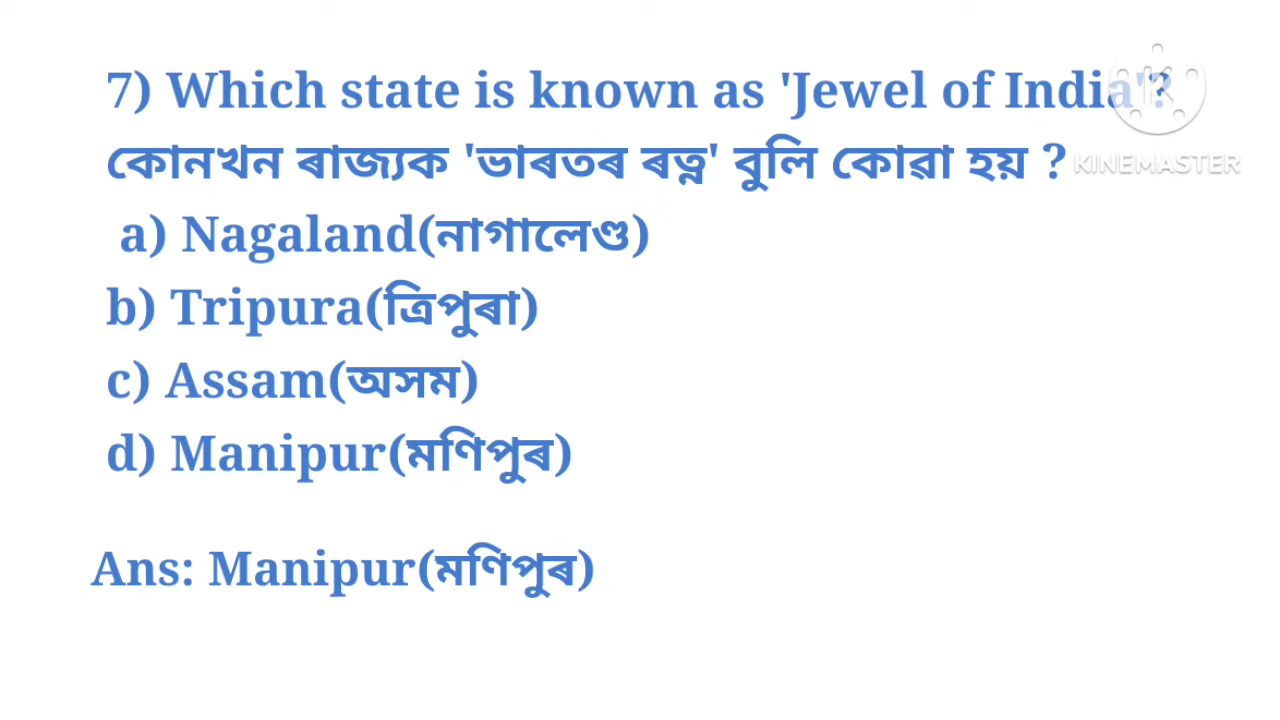 7) Which state is known as 'Jewel of India'?
কোনখন ৰাজ্যক 'ভাৰতৰ ৰত্ন' বুলি কোৱা হয় ?
a) Nagaland(নাগালেণ্ড)
b) Tripura(ত্ৰিপুৰা)
c) Assam(অসম)
d) Manipur(মণিপুৰ)
Ans: Manipur(মণিপুৰ)
KINEMASTER